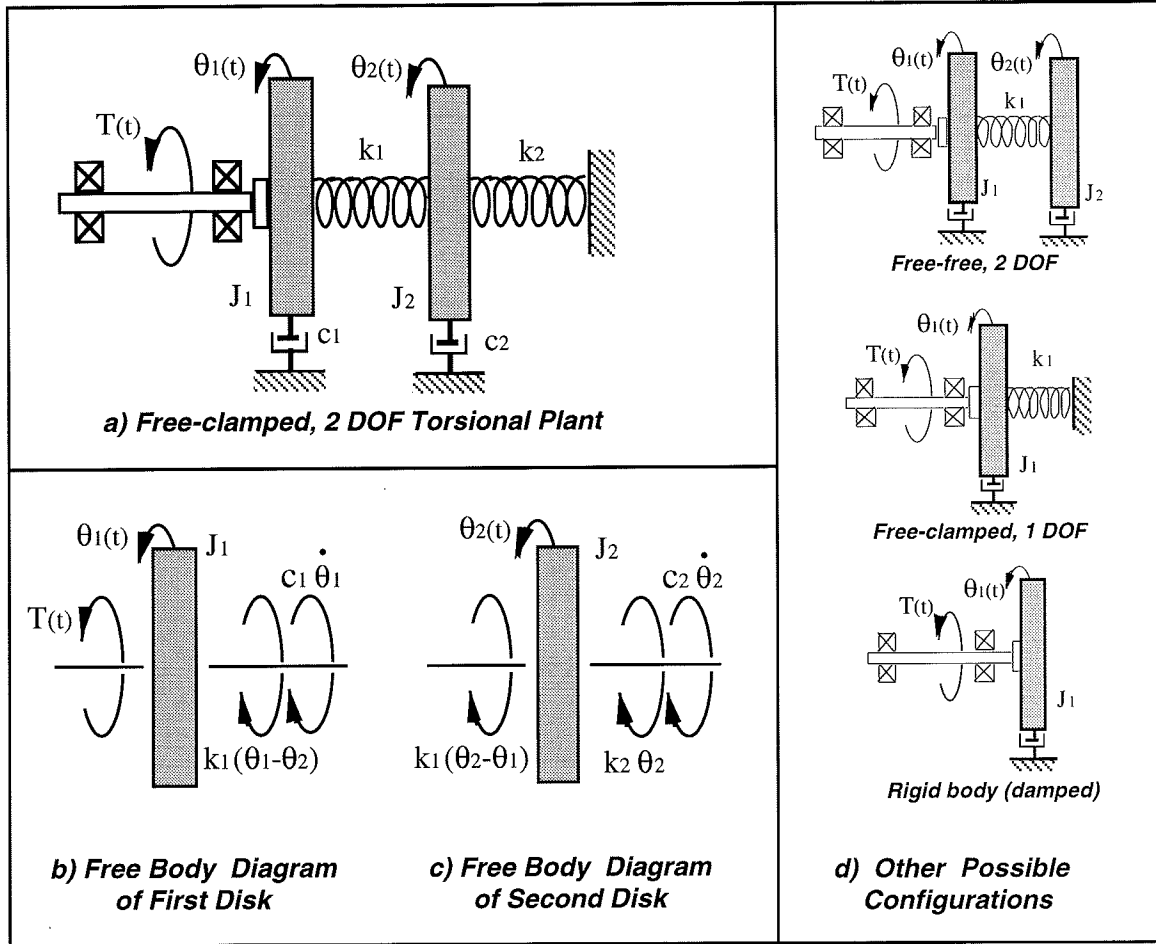 θ1(t)
θ2(t)
T(t)
k1
k2
J1
J2
c1
c2
a) Free-clamped, 2 DOF Torsional Plant
θ1(t)
J1
c1 θ̇1
T(t)
k1(θ1-θ2)
b) Free Body Diagram
of First Disk
θ2(t)
J2
c2 θ̇2
k1(θ2-θ1)
k2 θ2
c) Free Body Diagram
of Second Disk
θ1(t)
θ2(t)
T(t)
k1
J1
J2
Free-free, 2 DOF
θ1(t)
T(t)
k1
J1
Free-clamped, 1 DOF
θ1(t)
T(t)
J1
Rigid body (damped)
d) Other Possible
Configurations